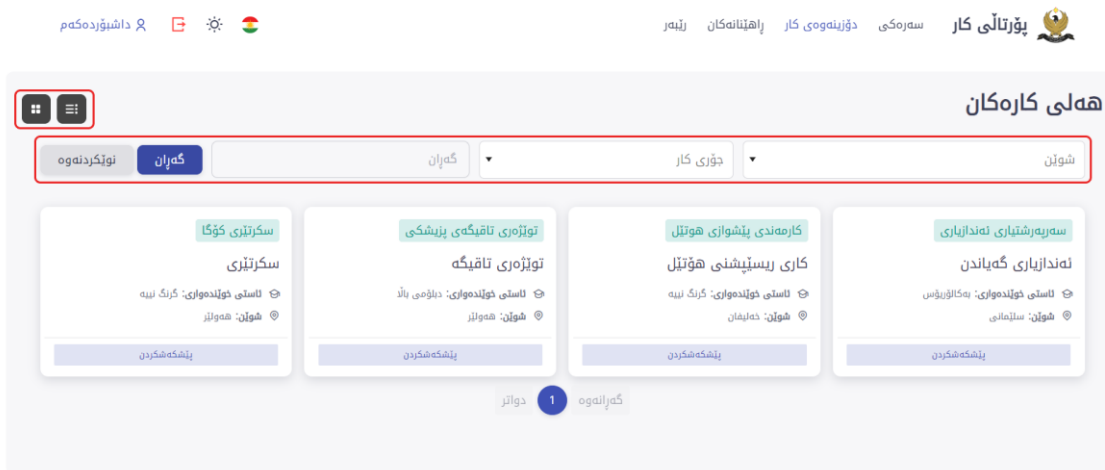 پۆرتاڵی کار سەرەکی دۆزینەوەی کار ڕاهێنانەکان ڕێبەر داشبۆردەکەم
هەلی کارەکان
شوێن جۆری کار گەڕان گەڕان نوێکردنەوە
سەرپەرشتیاری ئەندازیاری
ئەندازیاری گەیاندن
ئاستی خوێندەواری: بەکالۆریۆس
شوێن: سلێمانی
پێشکەشکردن
کارمەندی پێشوازی هوتێل
کاری ریسێپشنی هۆتێل
ئاستی خوێندەواری: گرنگ نییە
شوێن: خەلیفان
پێشکەشکردن
توێژەری تاقیگەی پزیشکی
توێژەری تاقیگە
ئاستی خوێندەواری: دبلۆمی باڵا
شوێن: هەولێر
پێشکەشکردن
سکرتێری کۆگا
سکرتێری
ئاستی خوێندەواری: گرنگ نییە
شوێن: هەولێر
پێشکەشکردن
گەڕانەوە 1 دواتر